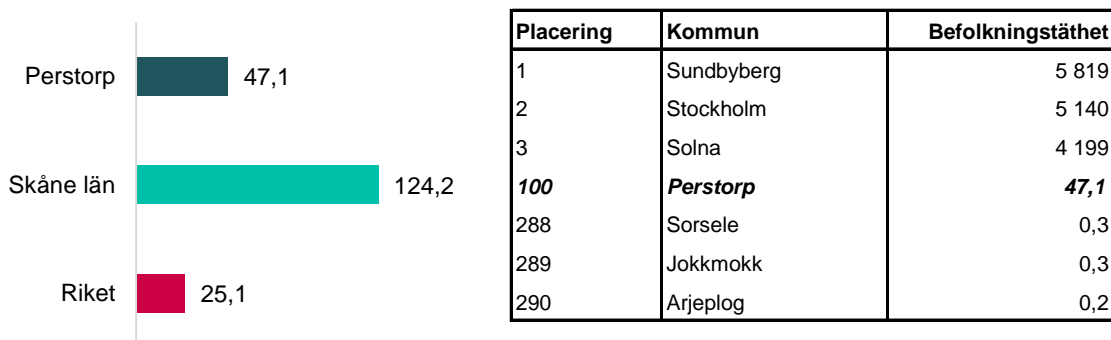 Perstorp 47,1
Skåne län 124,2
Riket 25,1
Placering Kommun Befolkningstäthet
1 Sundbyberg 5 819
2 Stockholm 5 140
3 Solna 4 199
100 Perstorp 47,1
288 Sorsele 0,3
289 Jokkmokk 0,3
290 Arjeplog 0,2